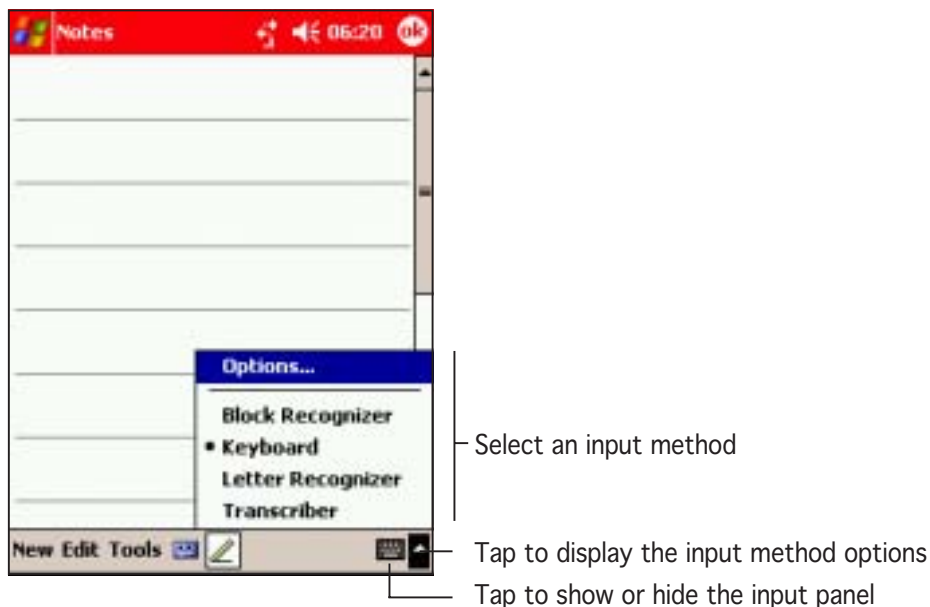 Notes 06:20 ok
Options...
Block Recognizer
Keyboard
Letter Recognizer
Transcriber
Select an input method
New Edit Tools
Tap to display the input method options
Tap to show or hide the input panel